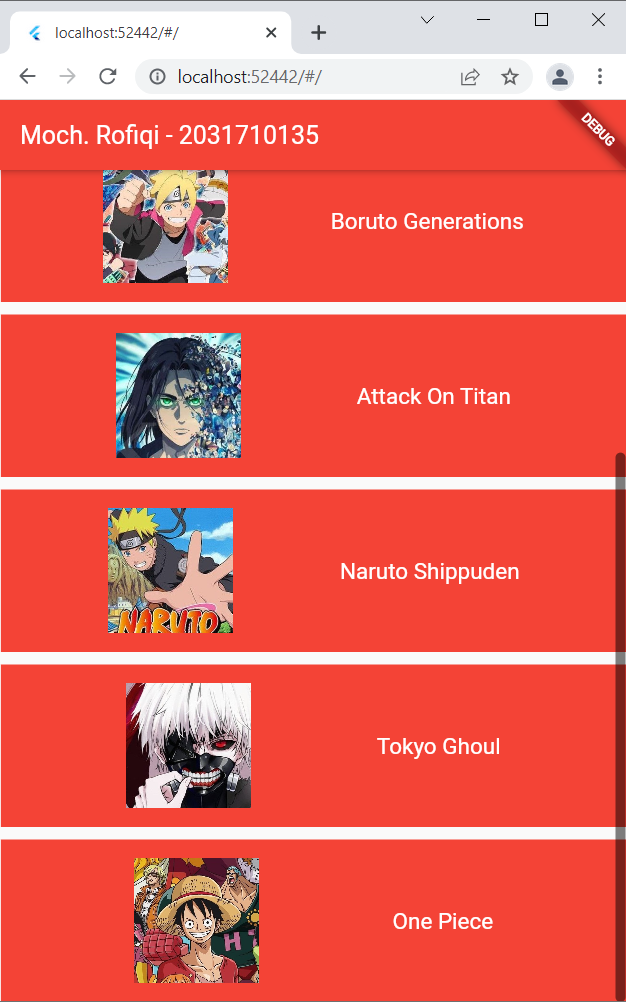 localhost:52442/#/
localhost:52442/#/
Moch. Rofiqi - 2031710135
DEBUG
Boruto Generations
Attack On Titan
Naruto Shippuden
NARUTO
Tokyo Ghoul
One Piece